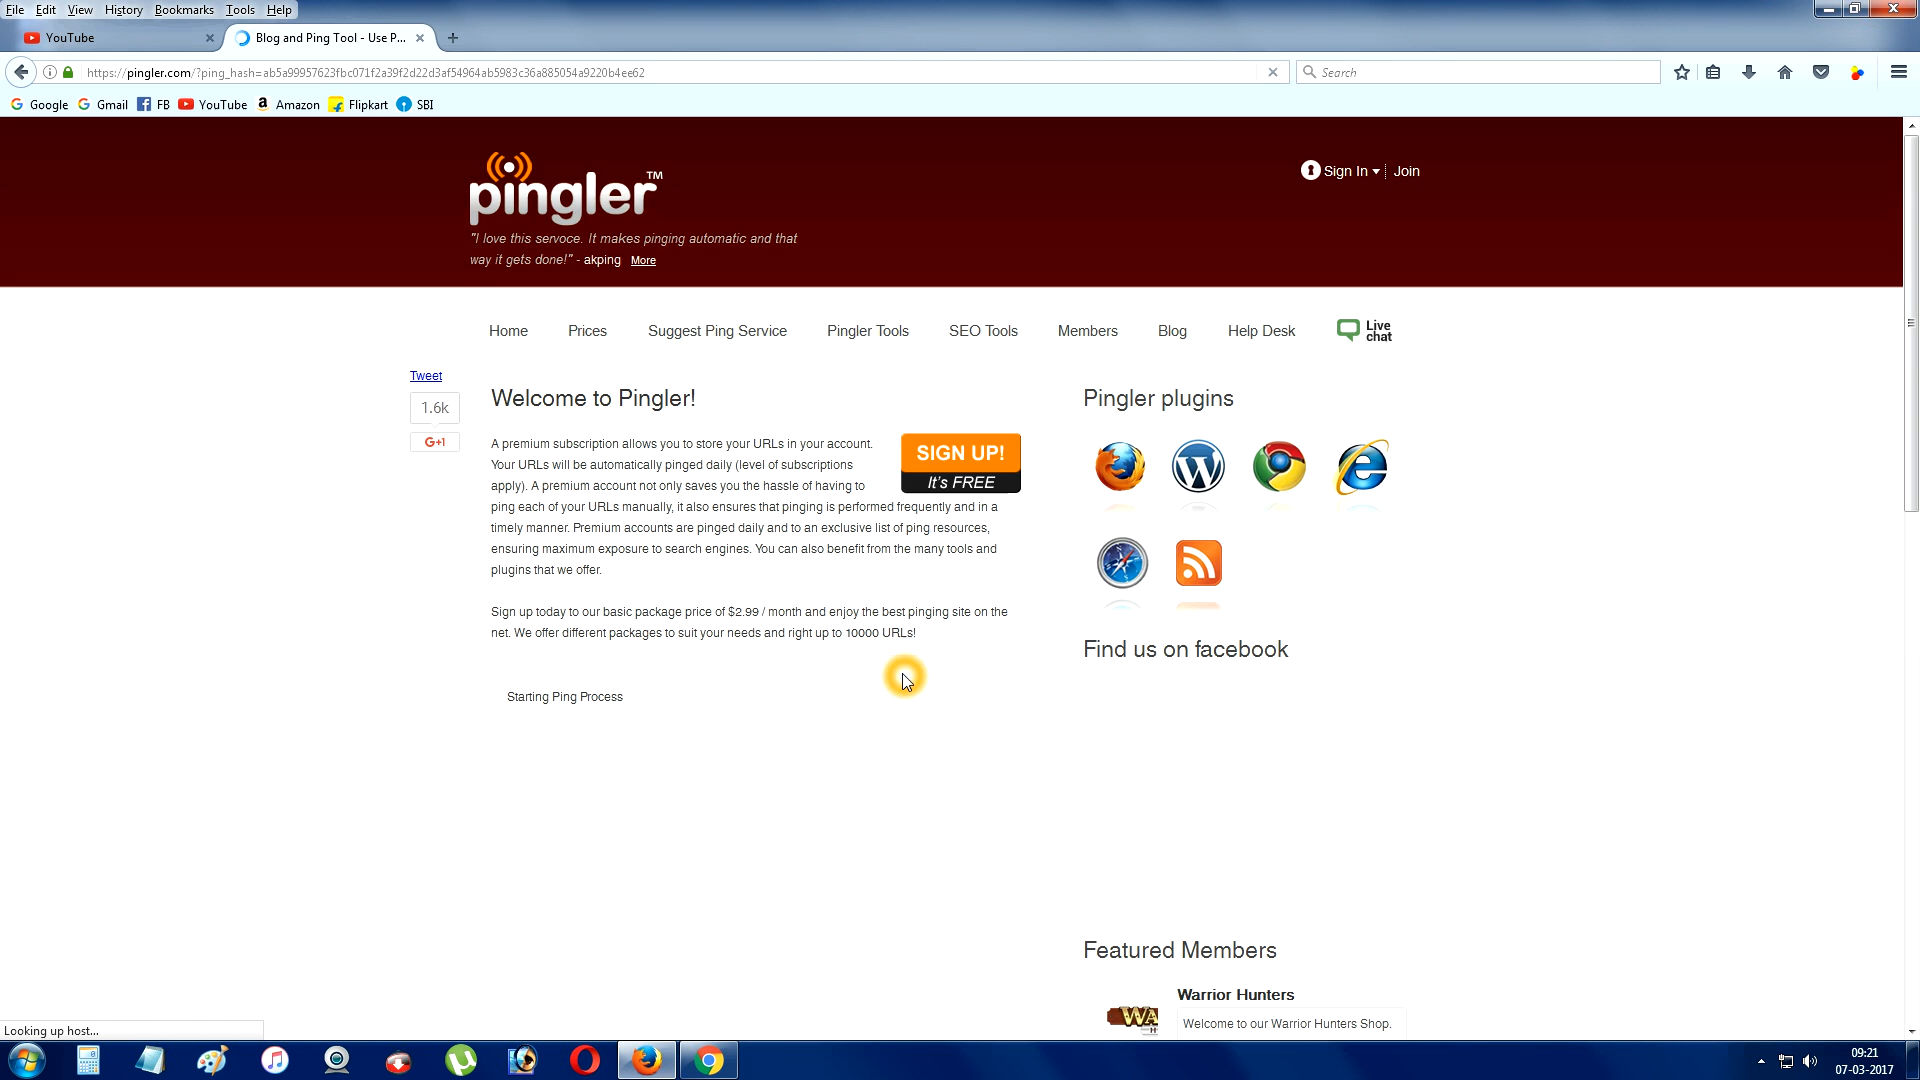 File Edit View History Bookmarks Tools Help
YouTube
Blog and Ping Tool - Use P...
https://pingler.com/?ping_hash=ab5a99957623fbc071f2a39f2d22d3af54964ab5983c36a885054a9220b4ee62
Search
Google Gmail FB YouTube Amazon Flipkart SBI
pingler™
Sign In Join
"I love this servoce. It makes pinging automatic and that
way it gets done!" - akping More
Home Prices Suggest Ping Service Pingler Tools SEO Tools Members Blog Help Desk Live chat
Tweet
1.6k
G+1
Welcome to Pingler!
A premium subscription allows you to store your URLs in your account.
Your URLs will be automatically pinged daily (level of subscriptions
apply). A premium account not only saves you the hassle of having to
ping each of your URLs manually, it also ensures that pinging is performed frequently and in a
timely manner. Premium accounts are pinged daily and to an exclusive list of ping resources,
ensuring maximum exposure to search engines. You can also benefit from the many tools and
plugins that we offer.
SIGN UP!
It's FREE
Sign up today to our basic package price of $2.99 / month and enjoy the best pinging site on the
net. We offer different packages to suit your needs and right up to 10000 URLs!
Starting Ping Process
Pingler plugins
Find us on facebook
Featured Members
Warrior Hunters
WA
Welcome to our Warrior Hunters Shop.
Looking up host...
09:21
07-03-2017